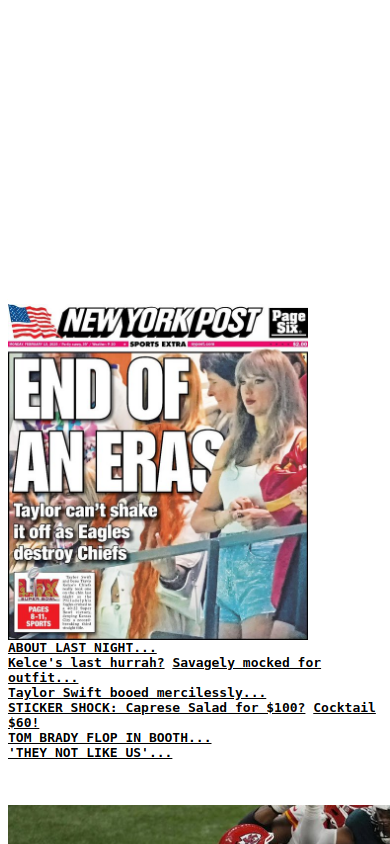 NEW YORK POST
Page
Six
SPORTS EXTRA
$2.00
END OF
AN ERAS
Taylor can't shake
it off as Eagles
destroy Chiefs
LIX
SUPER BOWL
PAGES
8-11,
SPORTS
ABOUT LAST NIGHT...
Kelce's last hurrah? Savagely mocked for
outfit...
Taylor Swift booed mercilessly...
STICKER SHOCK: Caprese Salad for $100? Cocktail
$60!
TOM BRADY FLOP IN BOOTH...
'THEY NOT LIKE US'...